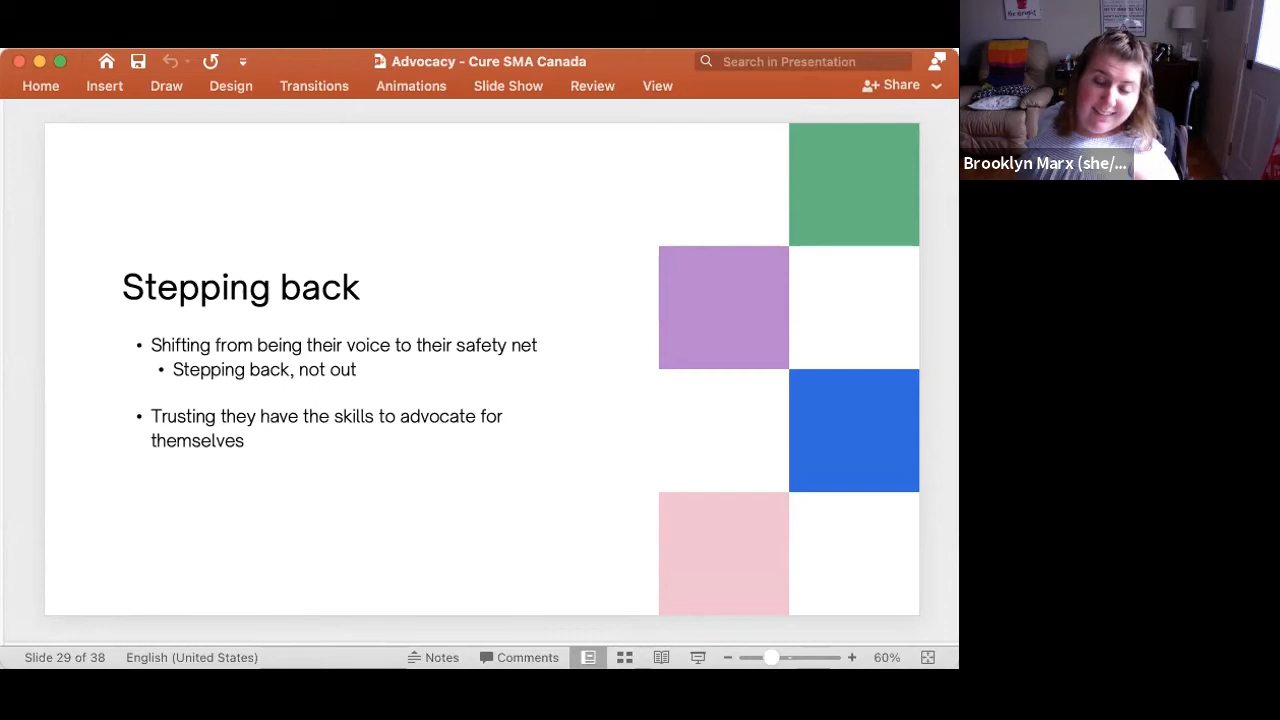 Advocacy - Cure SMA Canada
Search in Presentation
Home Insert Draw Design Transitions Animations Slide Show Review View Share
Stepping back
• Shifting from being their voice to their safety net
• Stepping back, not out
• Trusting they have the skills to advocate for
themselves
Slide 29 of 38 English (United States) Notes Comments 60%
Brooklyn Marx (she/...